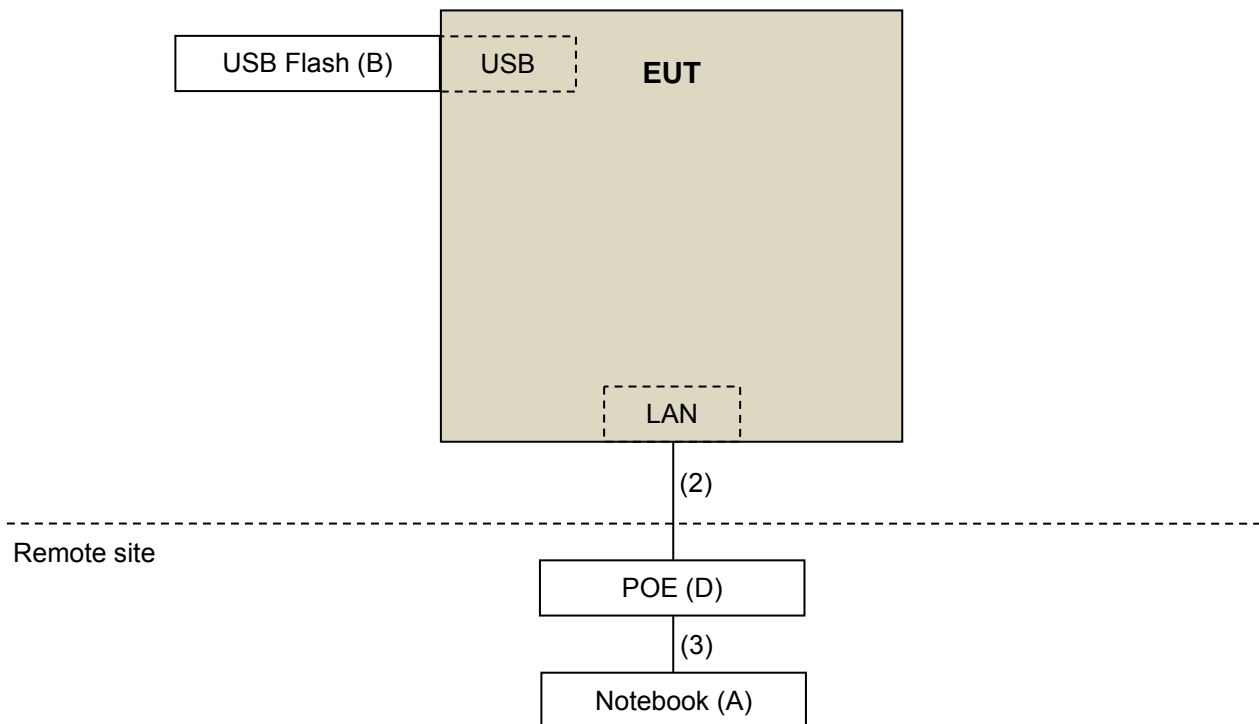 USB Flash (B)
USB
EUT
LAN
(2)
Remote site
POE (D)
(3)
Notebook (A)